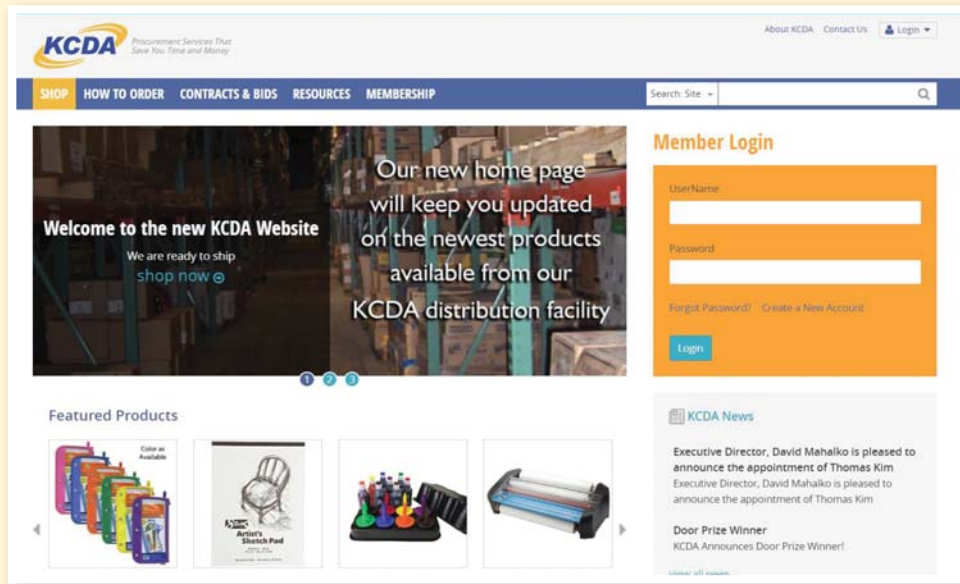 KCDA
Procurement Services That
Save You Time and Money
About KCDA Contact Us Login
SHOP HOW TO ORDER CONTRACTS & BIDS RESOURCES MEMBERSHIP
Search: Site
Welcome to the new KCDA Website
We are ready to ship
shop now
Our new home page
will keep you updated
on the newest products
available from our
KCDA distribution facility
1 2 3
Member Login
UserName
Password
Forgot Password? Create a New Account
Login
Featured Products
Color as
Available
Artist's
Sketch Pad
KCDA News
Executive Director, David Mahalko is pleased to
announce the appointment of Thomas Kim
Executive Director, David Mahalko is pleased to
announce the appointment of Thomas Kim
Door Prize Winner
KCDA Announces Door Prize Winner!
view all news